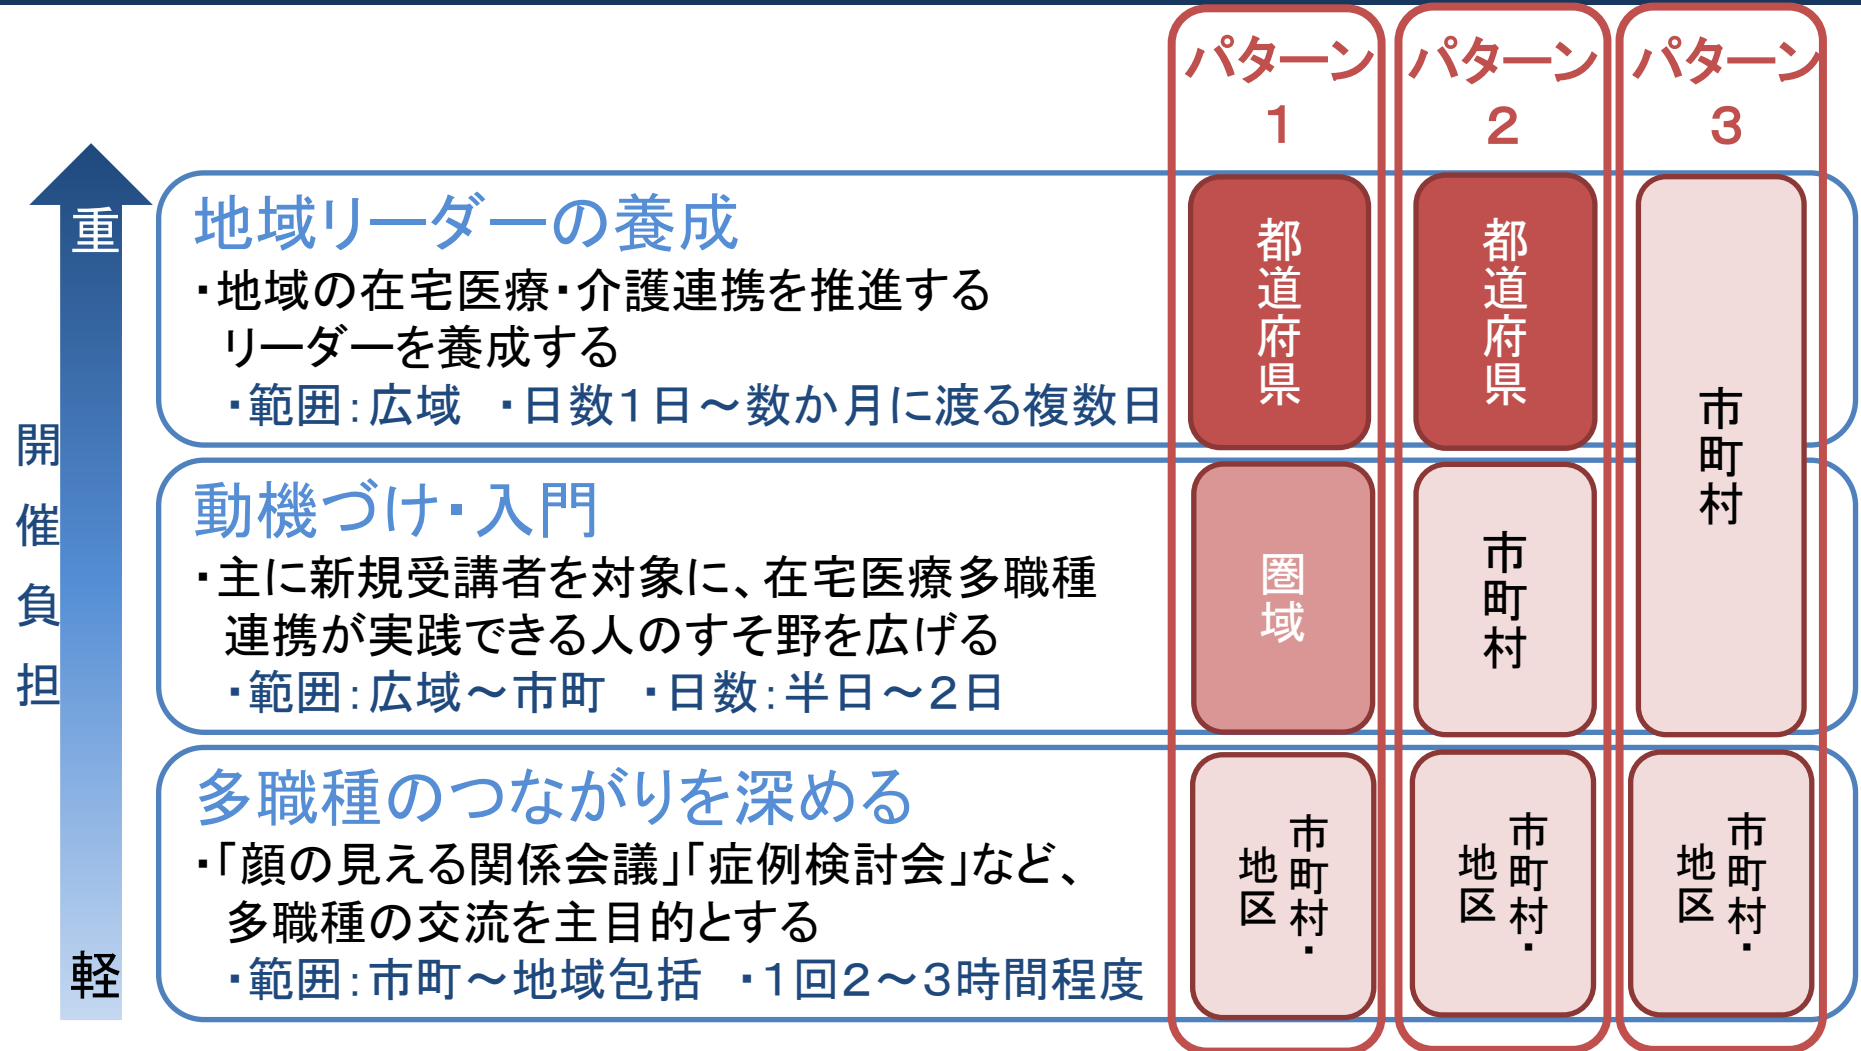 パターン
1
パターン
2
パターン
3
重
開催負担
軽
地域リーダーの養成
・地域の在宅医療・介護連携を推進する
リーダーを養成する
・範囲:広域 ・日数1日～数か月に渡る複数日
都道府県
都道府県
市町村
動機づけ・入門
・主に新規受講者を対象に、在宅医療多職種
連携が実践できる人のすそ野を広げる
・範囲:広域～市町 ・日数:半日～2日
圏域
市町村
多職種のつながりを深める
・「顔の見える関係会議」「症例検討会」など、
多職種の交流を主目的とする
・範囲:市町～地域包括 ・1回2～3時間程度
市町村・
地区
市町村・
地区
市町村・
地区